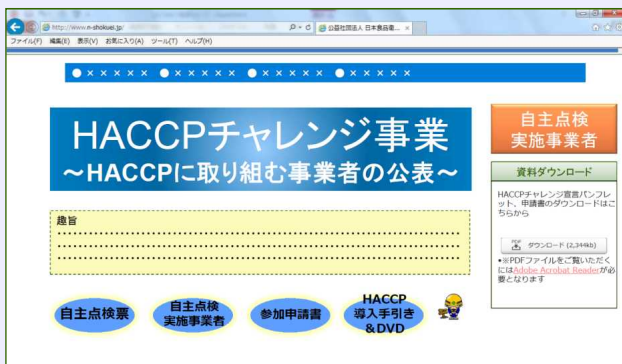 http://www.n-shokuei.jp/
公益社団法人 日本食品衛...
ファイル(F) 編集(E) 表示(V) お気に入り(A) ツール(T) ヘルプ(H)
●××××× ●××××× ●××××× ●×××××
HACCPチャレンジ事業
～HACCPに取り組む事業者の公表～
自主点検
実施事業者
資料ダウンロード
HACCPチャレンジ宣言パンフレ
ット、申請書のダウンロードはこ
ちらから
PDF ダウンロード (2,344kb)
•※PDFファイルをご覧いただく
にはAdobe Acrobat Readerが必
要となります
趣旨
自主点検票
自主点検
実施事業者
参加申請書
HACCP
導入手引き
&DVD